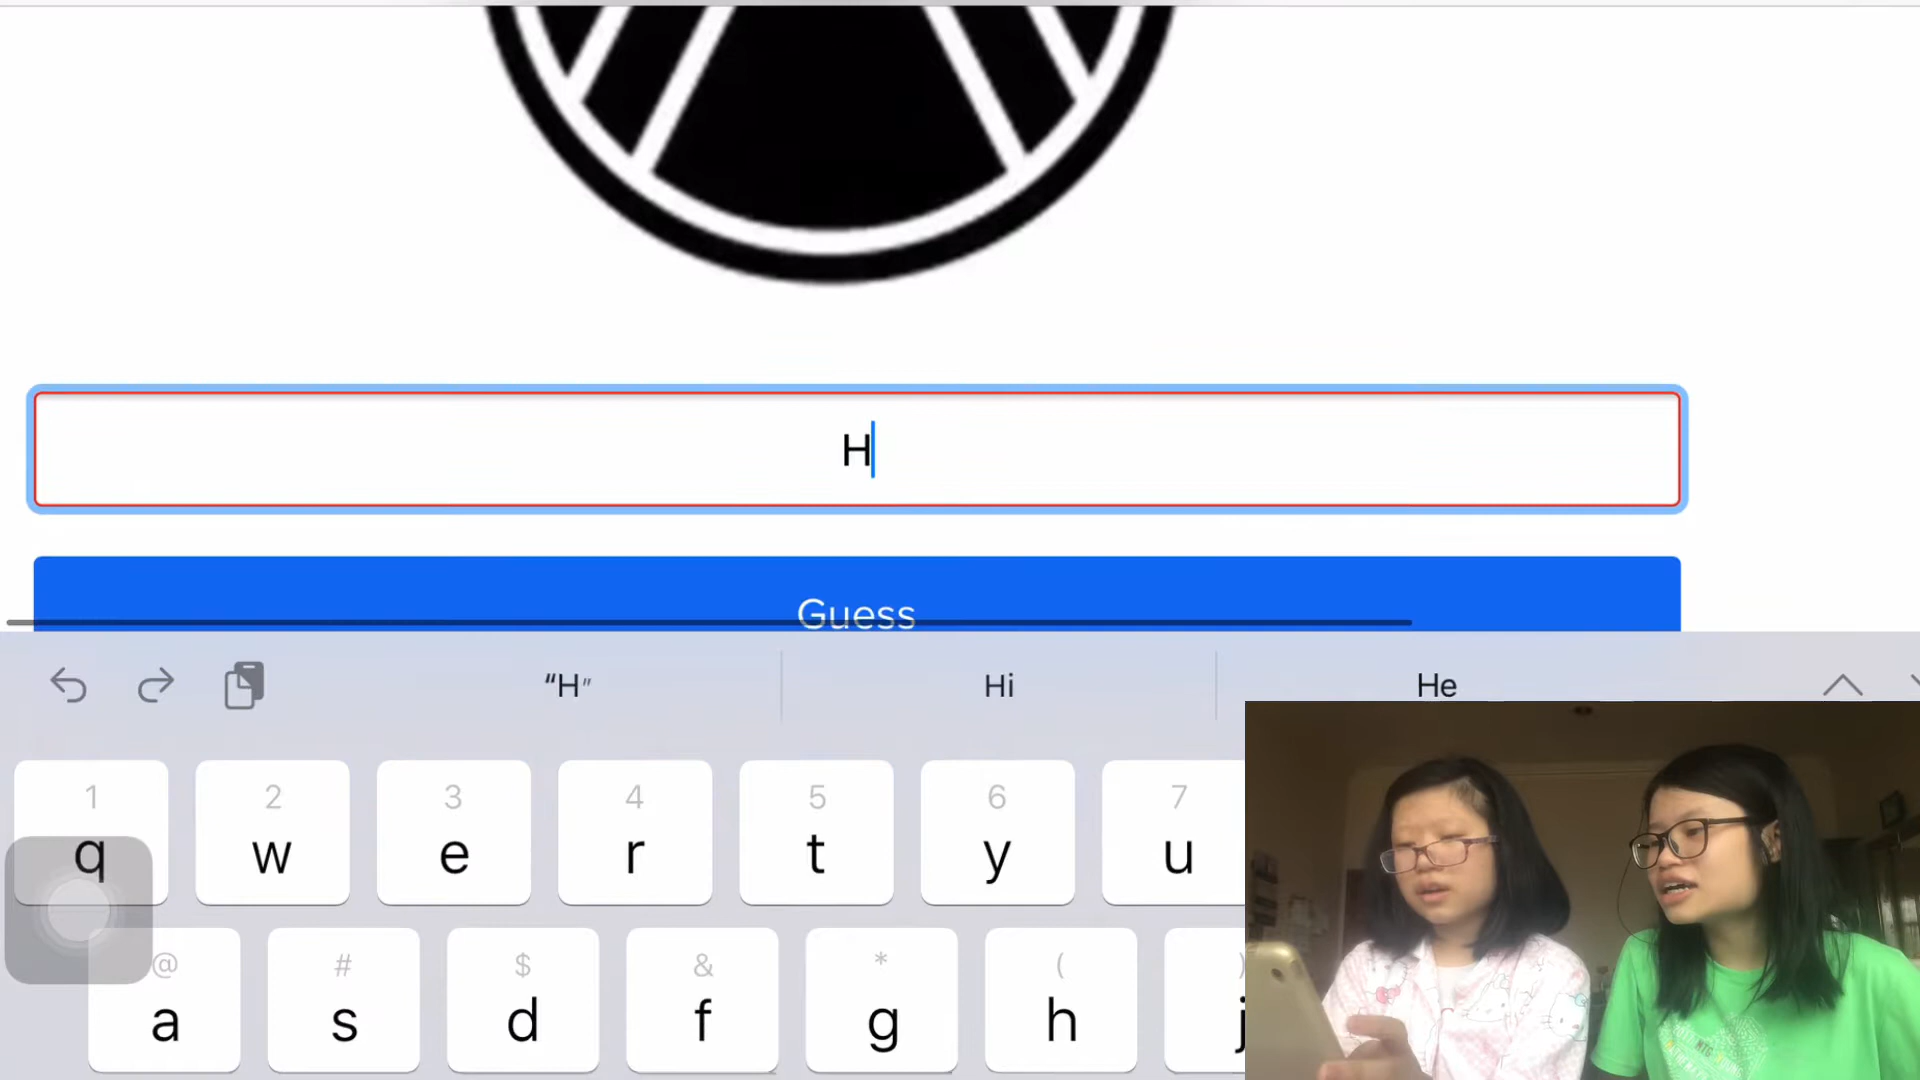 H
Guess
“H” Hi He
1 2 3 4 5 6 7
q w e r t y u
@ # $ & * ( )
a s d f g h j